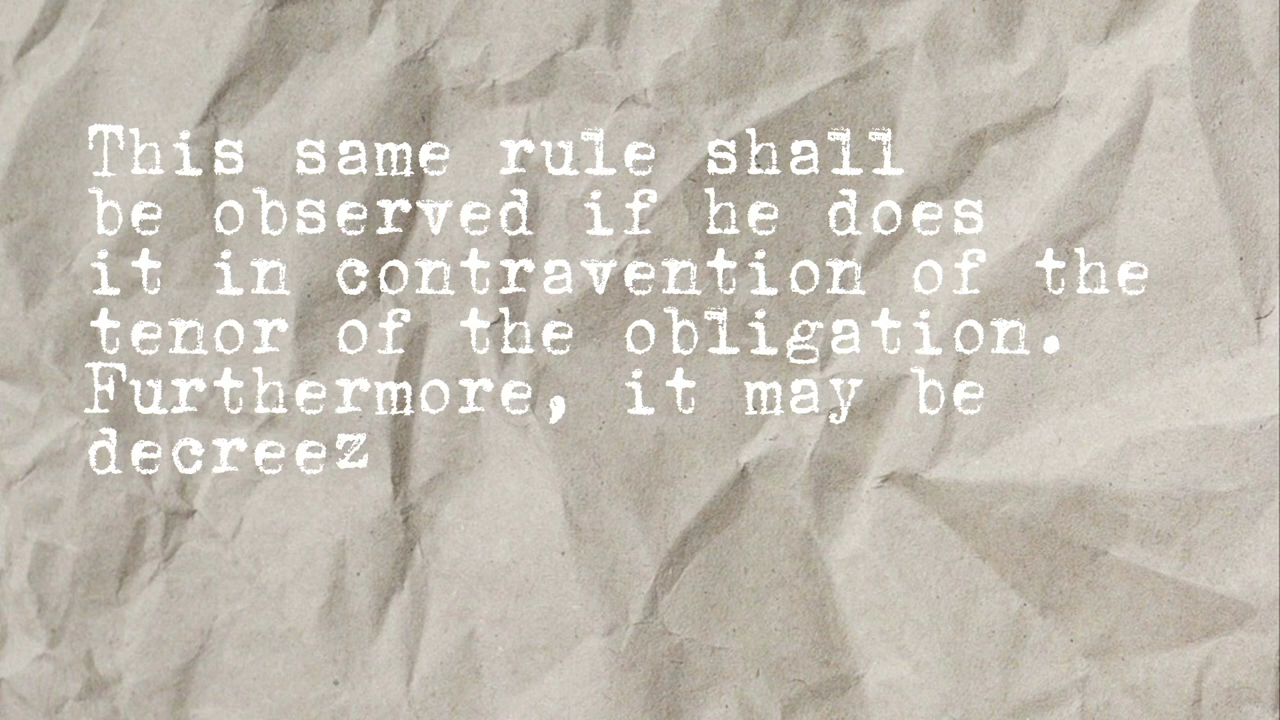 This same rule shall
be observed if he does
it in contravention of the
tenor of the obligation.
Furthermore, it may be
decreez